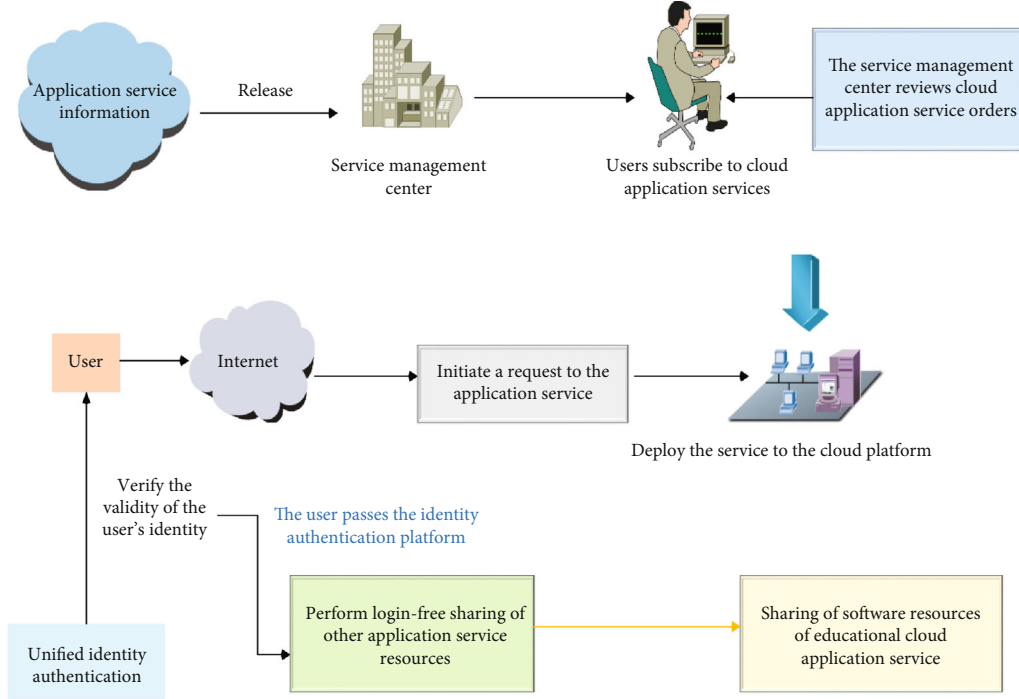 Application service
information
Release
Service management
center
Users subscribe to cloud
application services
The service management
center reviews cloud
application service orders
User
Internet
Initiate a request to the
application service
Deploy the service to the cloud platform
Verify the
validity of the
user's identity
The user passes the identity
authentication platform
Perform login-free sharing of
other application service
resources
Sharing of software resources
of educational cloud
application service
Unified identity
authentication